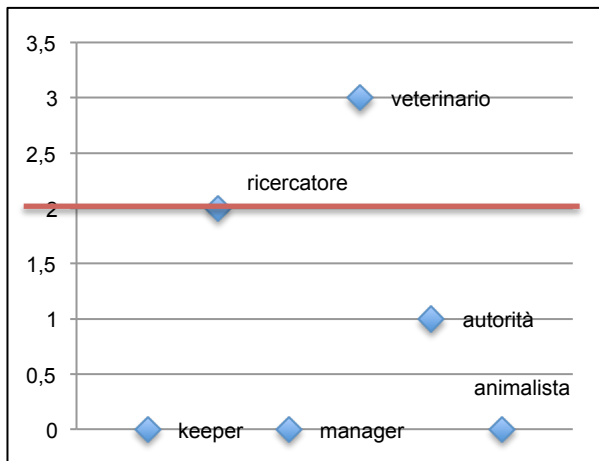 3,5
3
veterinario
2,5
ricercatore
2
1,5
1
autorità
0,5
animalista
0
keeper
manager